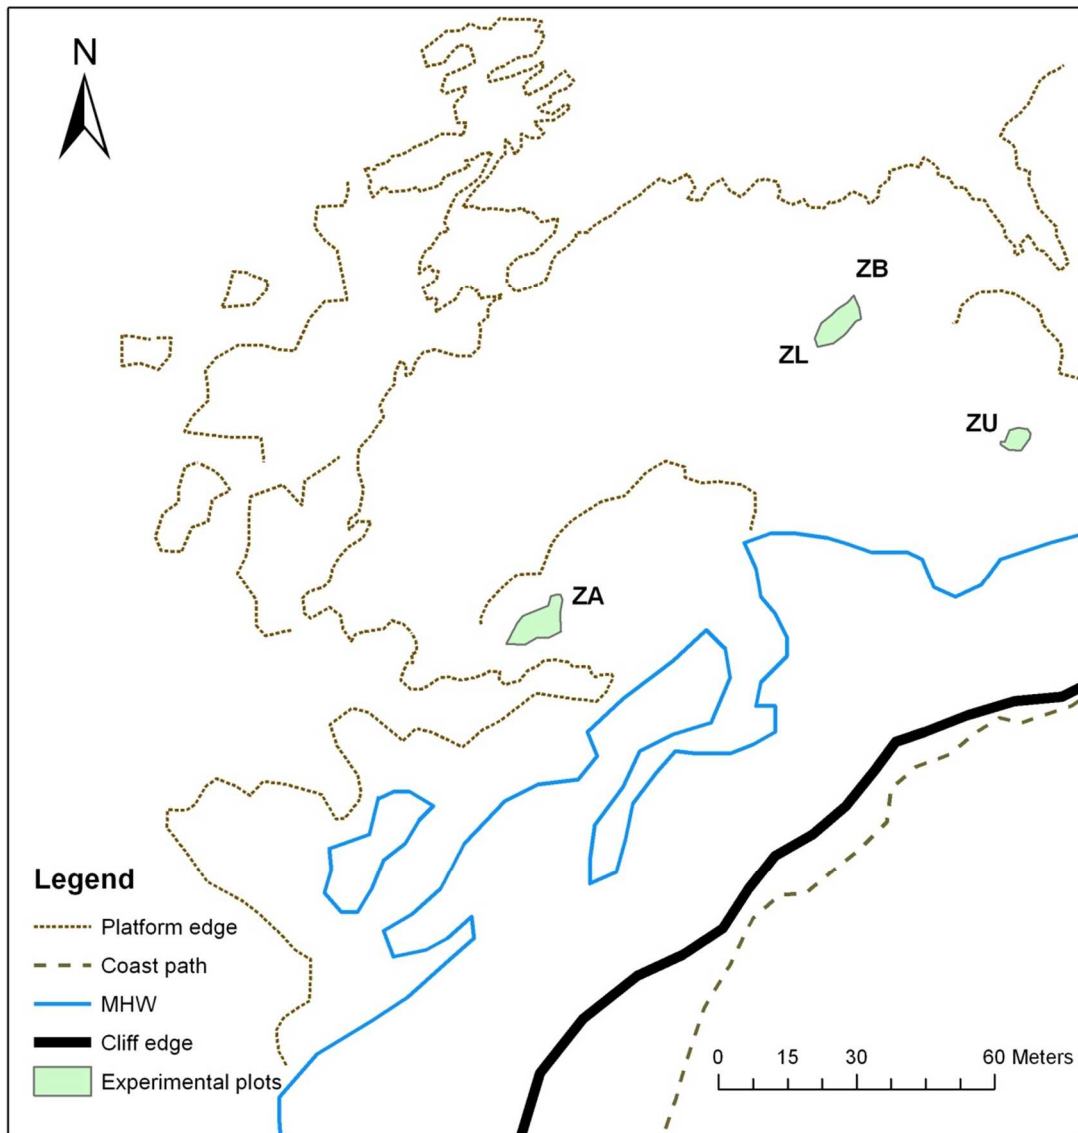 N
ZB
ZL
ZU
ZA
Legend
Platform edge
Coast path
MHW
Cliff edge
Experimental plots
0 15 30 60 Meters